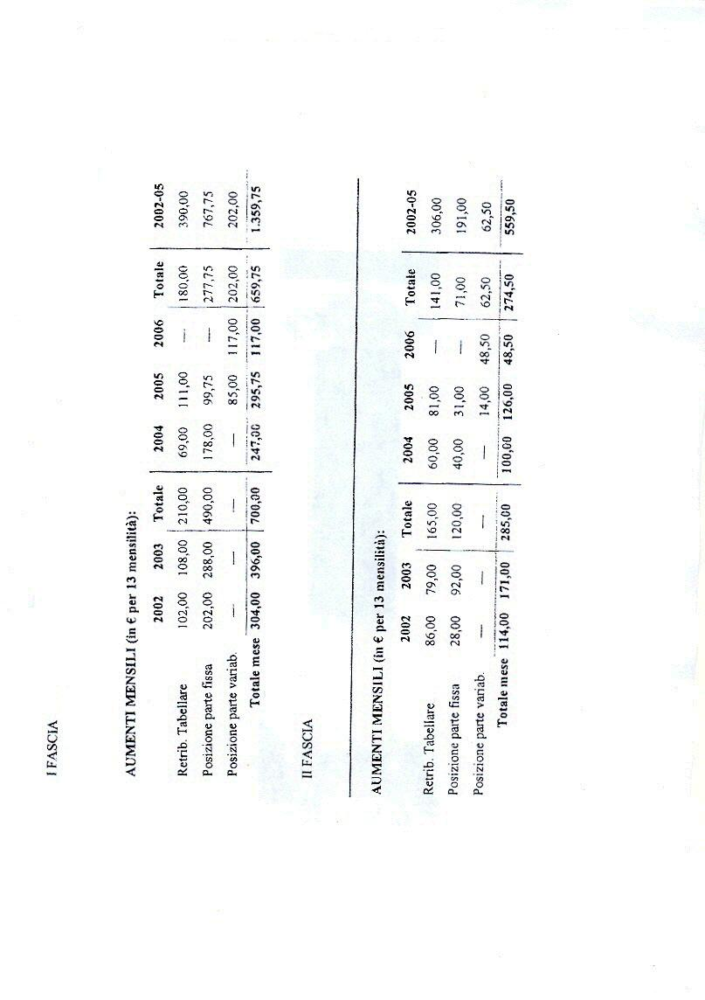 I FASCIA
AUMENTI MENSILI (in € per 13 mensilità):
2002 2003 Totale 2004 2005 2006 Totale 2002-05
Retrib. Tabellare 102,00 108,00 210,00 69,00 111,00 — 180,00 390,00
Posizione parte fissa 202,00 288,00 490,00 178,00 99,75 — 277,75 767,75
Posizione parte variab. — — — — 85,00 117,00 202,00 202,00
Totale mese 304,00 396,00 700,00 247,00 295,75 117,00 659,75 1.359,75
II FASCIA
AUMENTI MENSILI (in € per 13 mensilità):
2002 2003 Totale 2004 2005 2006 Totale 2002-05
Retrib. Tabellare 86,00 79,00 165,00 60,00 81,00 — 141,00 306,00
Posizione parte fissa 28,00 92,00 120,00 40,00 31,00 — 71,00 191,00
Posizione parte variab. — — — — 14,00 48,50 62,50 62,50
Totale mese 114,00 171,00 285,00 100,00 126,00 48,50 274,50 559,50